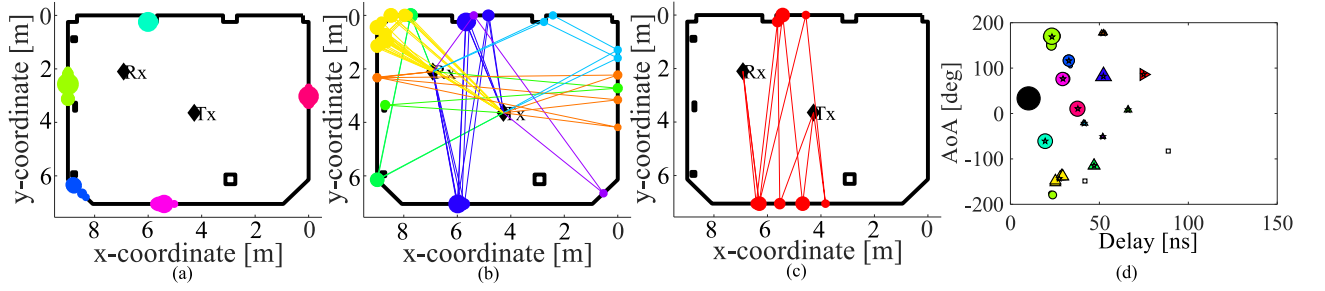 0
2
4
6
y-coordinate [m]
Rx
Tx
8 6 4 2 0
x-coordinate [m]
(a)
0
2
4
6
y-coordinate [m]
Rx
Tx
8 6 4 2 0
x-coordinate [m]
(b)
0
2
4
6
y-coordinate [m]
Rx
Tx
8 6 4 2 0
x-coordinate [m]
(c)
200
100
0
-100
-200
AoA [deg]
0 50 100 150
Delay [ns]
(d)